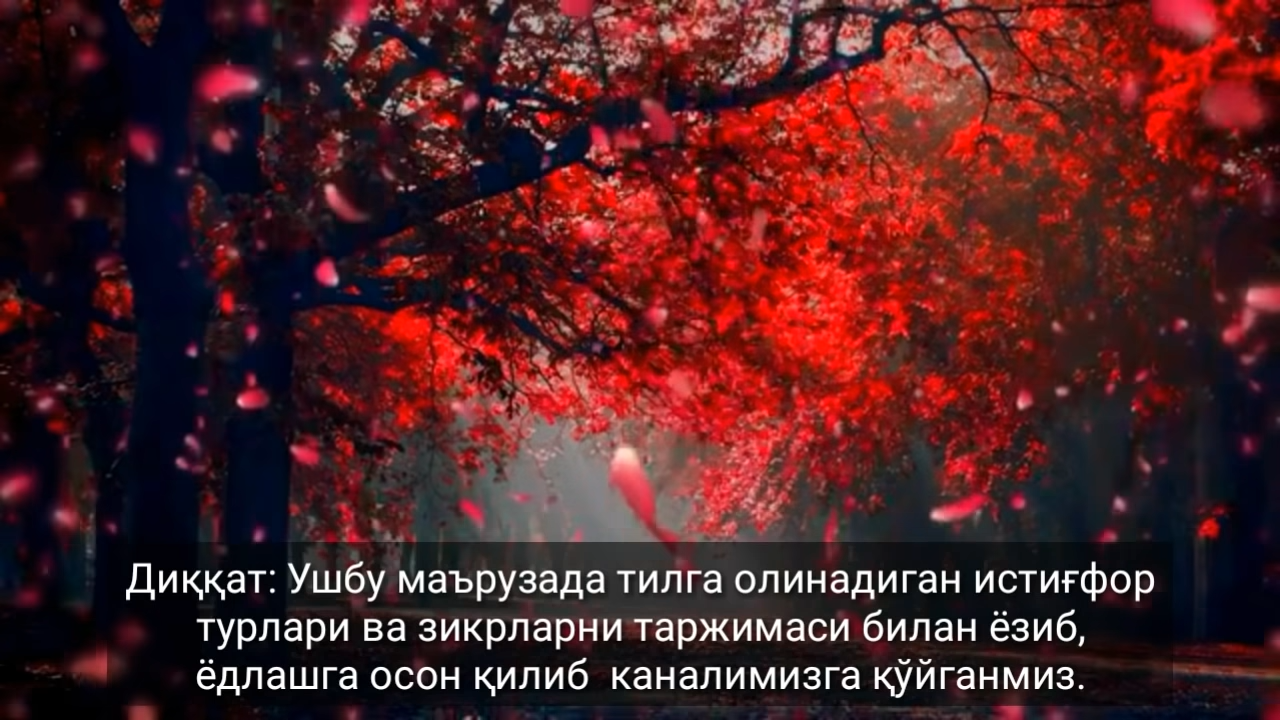 Диққат: Ушбу маърузада тилга олинадиган истиғфор
турлари ва зикрларни таржимаси билан ёзиб,
ёдлашга осон қилиб  каналимизга қўйганмиз.